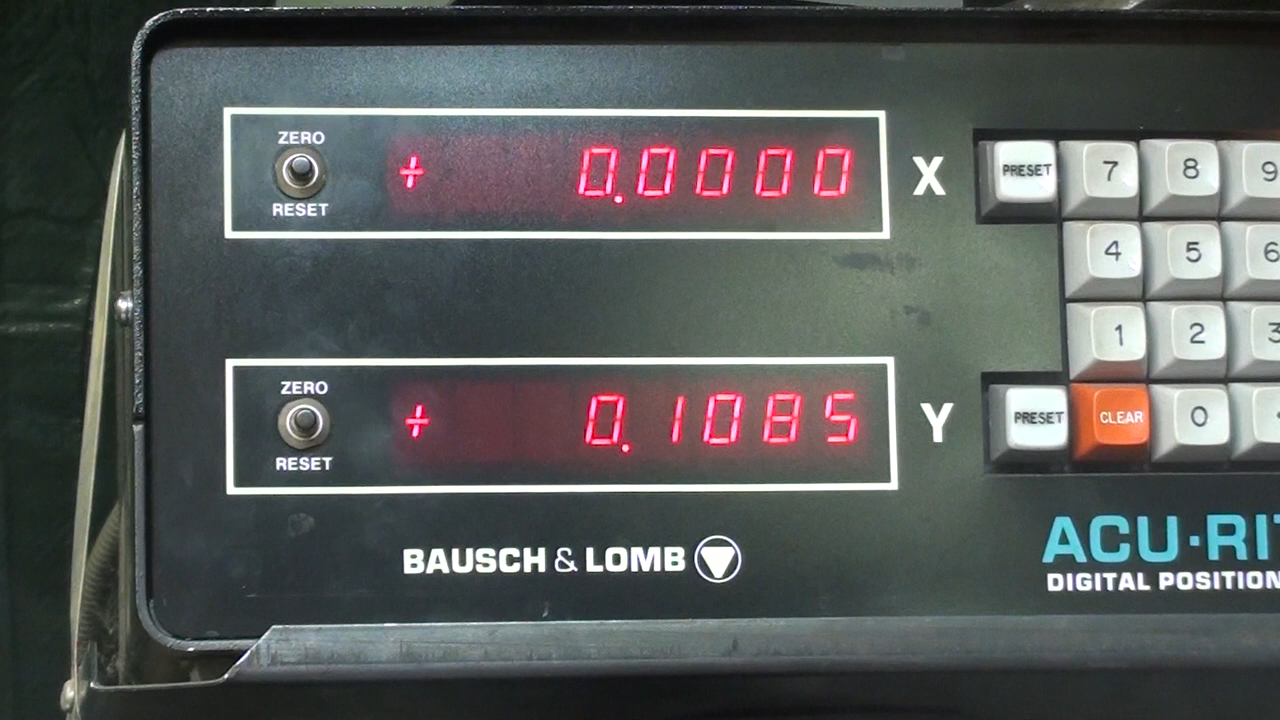 ZERO
+ 0.0000 X
RESET
PRESET 7 8 9
4 5 6
1 2 3
ZERO
+ 0.1085 Y
RESET
PRESET CLEAR 0
BAUSCH & LOMB
ACU·RI
DIGITAL POSITION